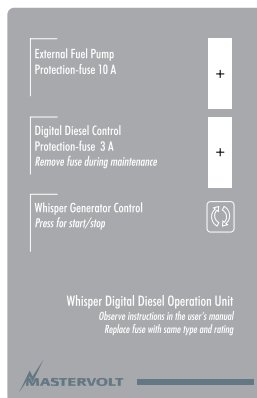 External Fuel Pump
Protection-fuse 10 A
+
Digital Diesel Control
Protection-fuse 3 A
Remove fuse during maintenance
+
Whisper Generator Control
Press for start/stop
Whisper Digital Diesel Operation Unit
Observe instructions in the user's manual
Replace fuse with same type and rating
MASTERVOLT